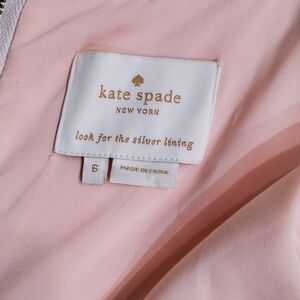 kate spade
NEW YORK
look for the silver lining
6
MADE IN CHINA